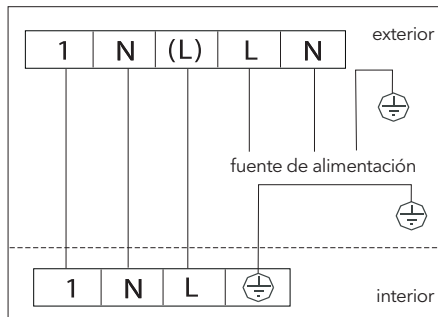 exterior
1 N (L) L N
fuente de alimentación
1 N L
interior